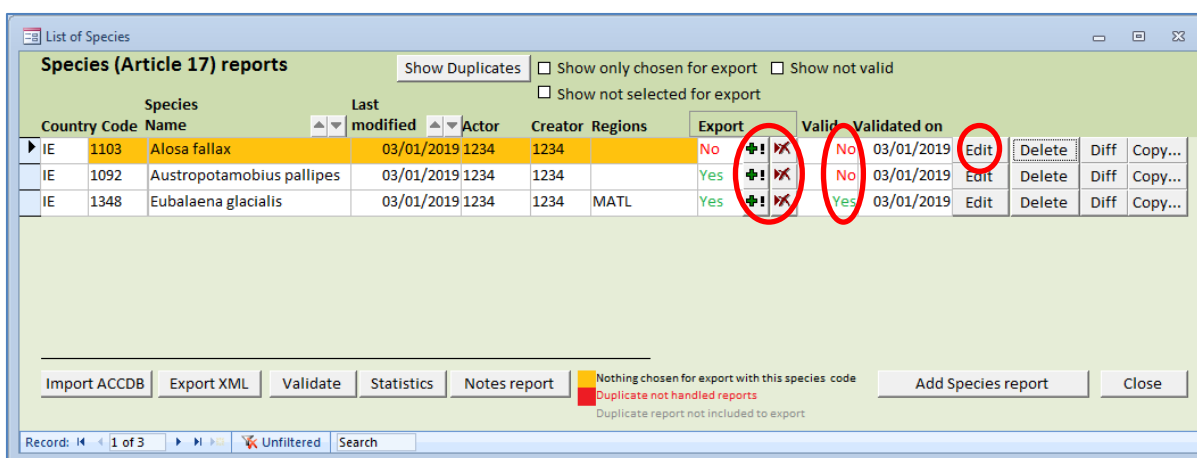 List of Species
Species (Article 17) reports
Show Duplicates
Show only chosen for export
Show not valid
Show not selected for export
Country Code Species Name Last modified Actor Creator Regions Export Valid Validated on
IE 1103 Alosa fallax 03/01/2019 1234 1234 No No 03/01/2019 Edit Delete Diff Copy...
IE 1092 Austropotamobius pallipes 03/01/2019 1234 1234 Yes No 03/01/2019 Edit Delete Diff Copy...
IE 1348 Eubalaena glacialis 03/01/2019 1234 1234 MATL Yes Yes 03/01/2019 Edit Delete Diff Copy...
Import ACCDB Export XML Validate Statistics Notes report
Nothing chosen for export with this species code
Duplicate not handled reports
Duplicate report not included to export
Add Species report Close
Record: 1 of 3 Unfiltered Search